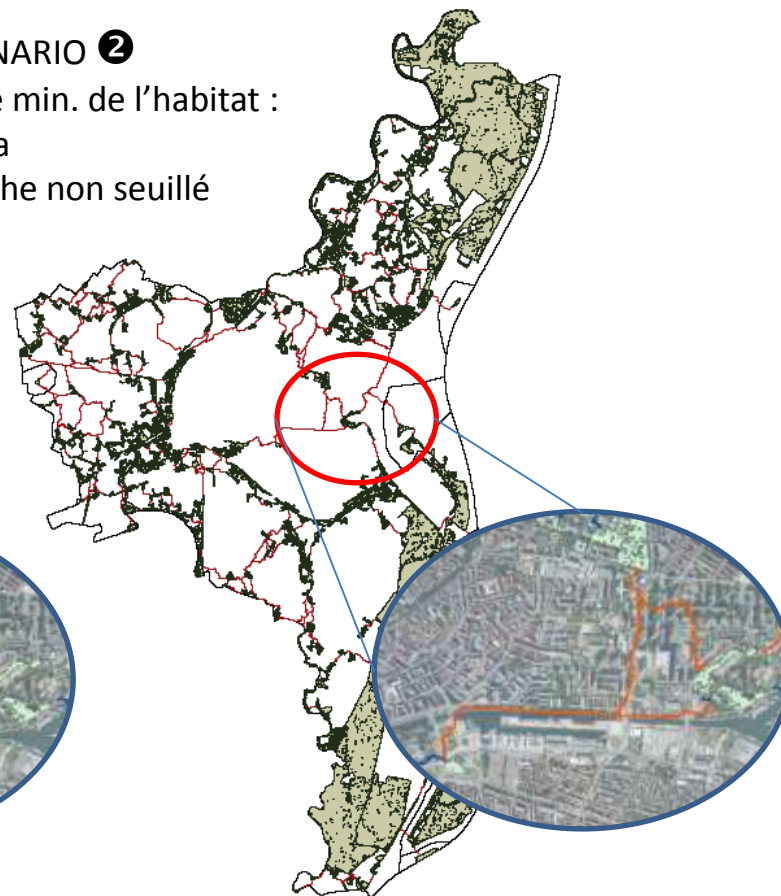 NARIO ❷
e min. de l’habitat :
a
he non seuillé